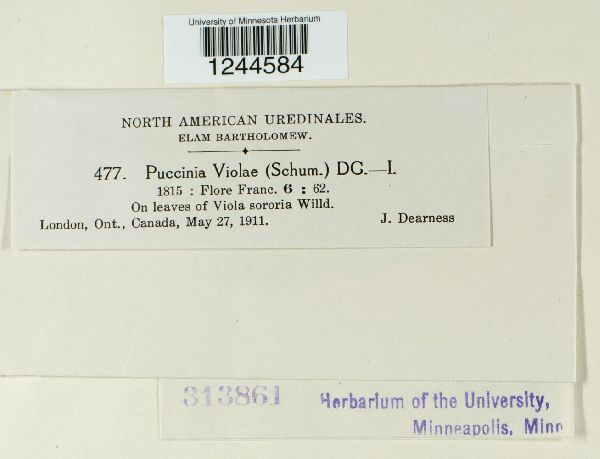 University of Minnesota Herbarium
1244584
NORTH AMERICAN UREDINALES.
ELAM BARTHOLOMEW.
477. Puccinia Violae (Schum.) DC.—I.
1815 : Flore Franc. 6 : 62.
On leaves of Viola sororia Willd.
London, Ont., Canada, May 27, 1911. J. Dearness
313861 Herbarium of the University,
Minneapolis, Minn